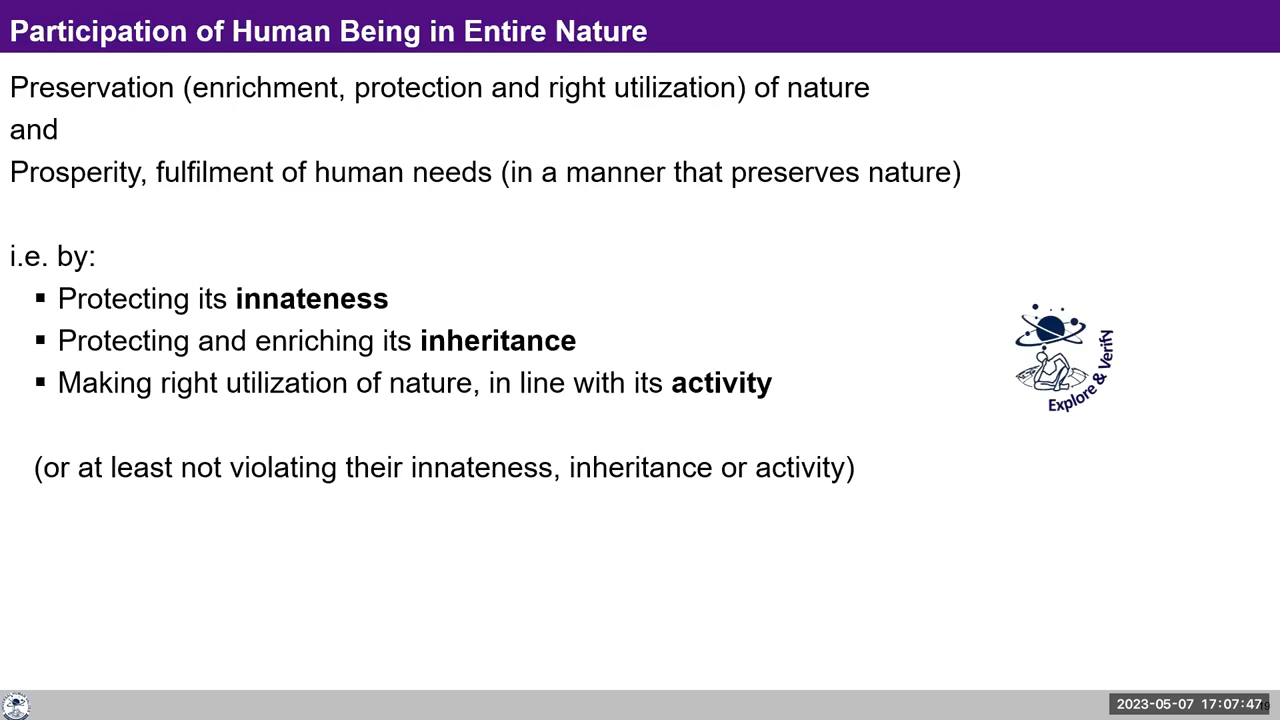 Participation of Human Being in Entire Nature
Preservation (enrichment, protection and right utilization) of nature
and
Prosperity, fulfilment of human needs (in a manner that preserves nature)
i.e. by:
▪ Protecting its innateness
▪ Protecting and enriching its inheritance
▪ Making right utilization of nature, in line with its activity
(or at least not violating their innateness, inheritance or activity)
Explore & Verify
2023-05-07 17:07:47